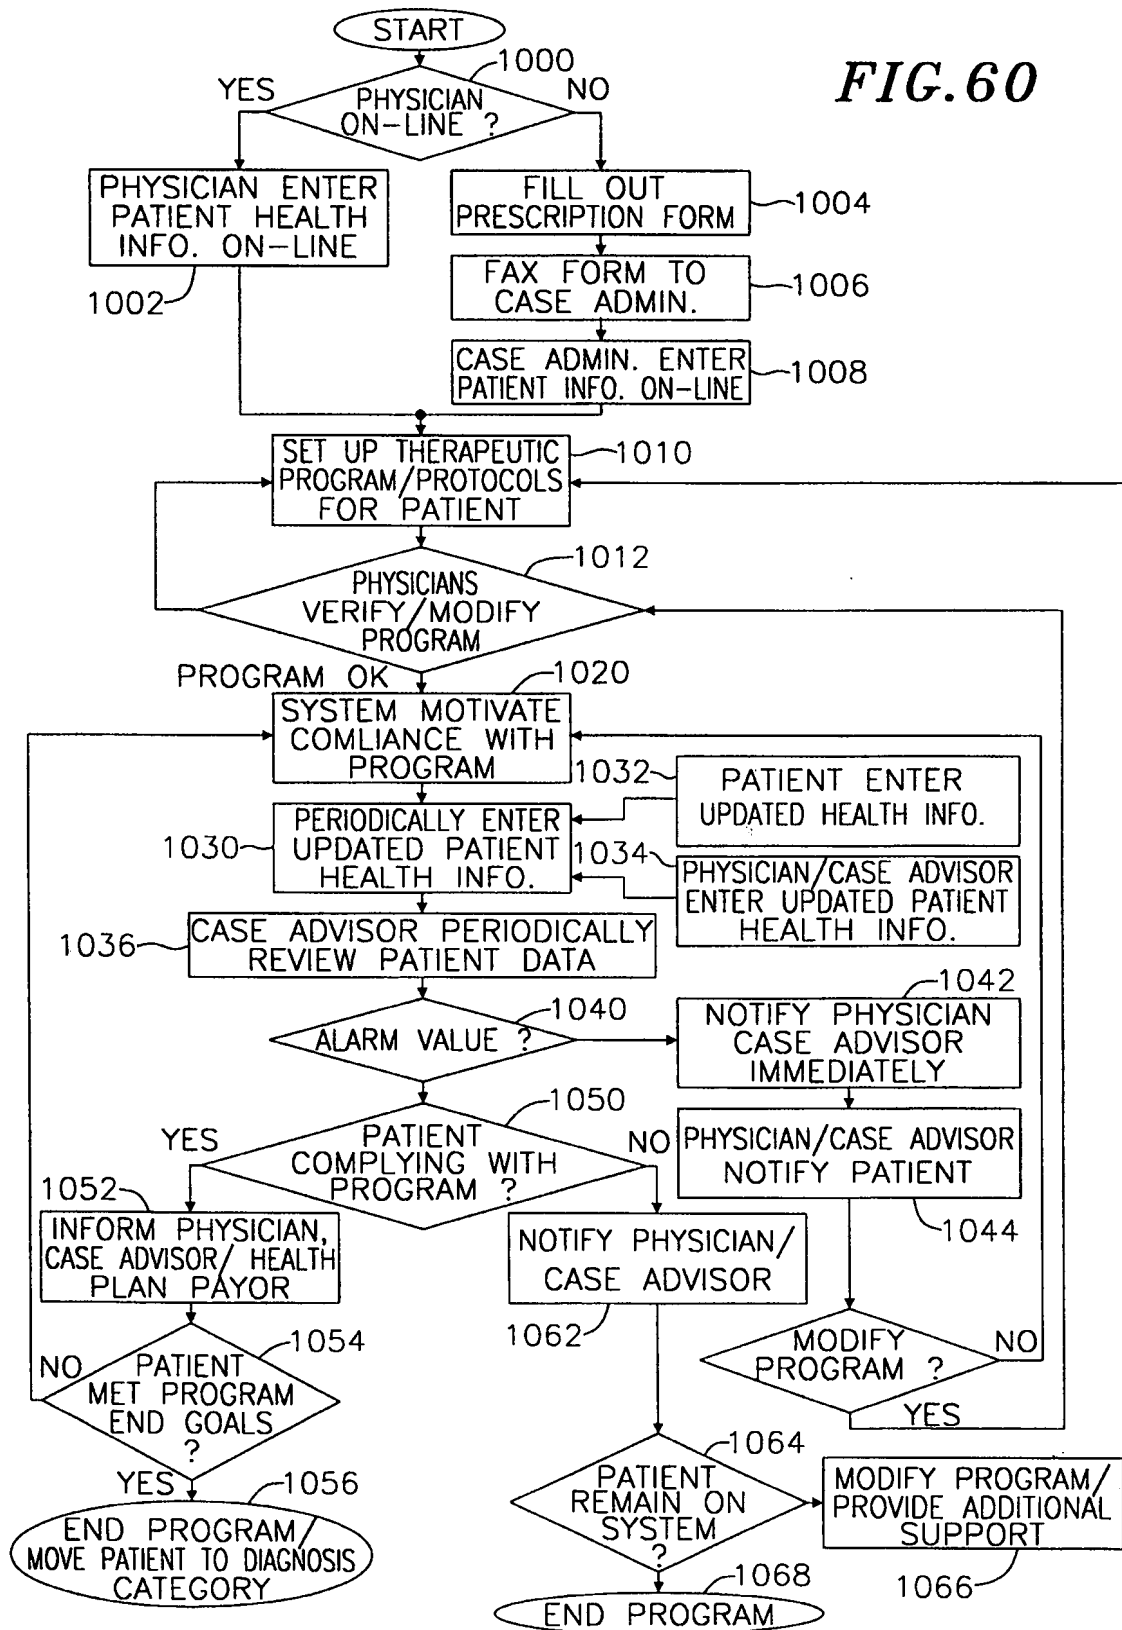 START
FIG.60
1000
YES
NO
PHYSICIAN
ON-LINE ?
PHYSICIAN ENTER
PATIENT HEALTH
INFO. ON-LINE
1002
FILL OUT
PRESCRIPTION FORM
1004
FAX FORM TO
CASE ADMIN.
1006
CASE ADMIN. ENTER
PATIENT INFO. ON-LINE
1008
SET UP THERAPEUTIC
PROGRAM/PROTOCOLS
FOR PATIENT
1010
PHYSICIANS
VERIFY/MODIFY
PROGRAM
1012
PROGRAM OK
1020
SYSTEM MOTIVATE
COMLIANCE WITH
PROGRAM
1032
PATIENT ENTER
UPDATED HEALTH INFO.
1030
PERIODICALLY ENTER
UPDATED PATIENT
HEALTH INFO.
1034
PHYSICIAN/CASE ADVISOR
ENTER UPDATED PATIENT
HEALTH INFO.
1036
CASE ADVISOR PERIODICALLY
REVIEW PATIENT DATA
1040
ALARM VALUE ?
1042
NOTIFY PHYSICIAN
CASE ADVISOR
IMMEDIATELY
1050
YES
NO
PATIENT
COMPLYING WITH
PROGRAM ?
PHYSICIAN/CASE ADVISOR
NOTIFY PATIENT
1044
1052
INFORM PHYSICIAN,
CASE ADVISOR/ HEALTH
PLAN PAYOR
NOTIFY PHYSICIAN/
CASE ADVISOR
1062
MODIFY
PROGRAM ?
NO
YES
1054
NO
PATIENT
MET PROGRAM
END GOALS
?
YES
1056
END PROGRAM/
MOVE PATIENT TO DIAGNOSIS
CATEGORY
1064
PATIENT
REMAIN ON
SYSTEM
?
MODIFY PROGRAM/
PROVIDE ADDITIONAL
SUPPORT
1066
1068
END PROGRAM